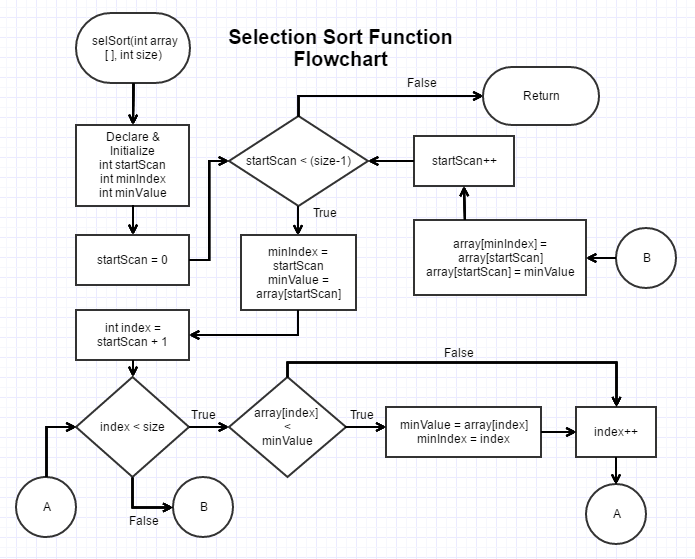 Selection Sort Function
Flowchart
selSort(int array
[ ], int size)
Declare &
Initialize
int startScan
int minIndex
int minValue
startScan = 0
startScan < (size-1)
False
Return
True
startScan++
minIndex =
startScan
minValue =
array[startScan]
array[minIndex] =
array[startScan]
array[startScan] = minValue
B
int index =
startScan + 1
index < size
True
array[index]
<
minValue
True
False
minValue = array[index]
minIndex = index
index++
A
False
B
A